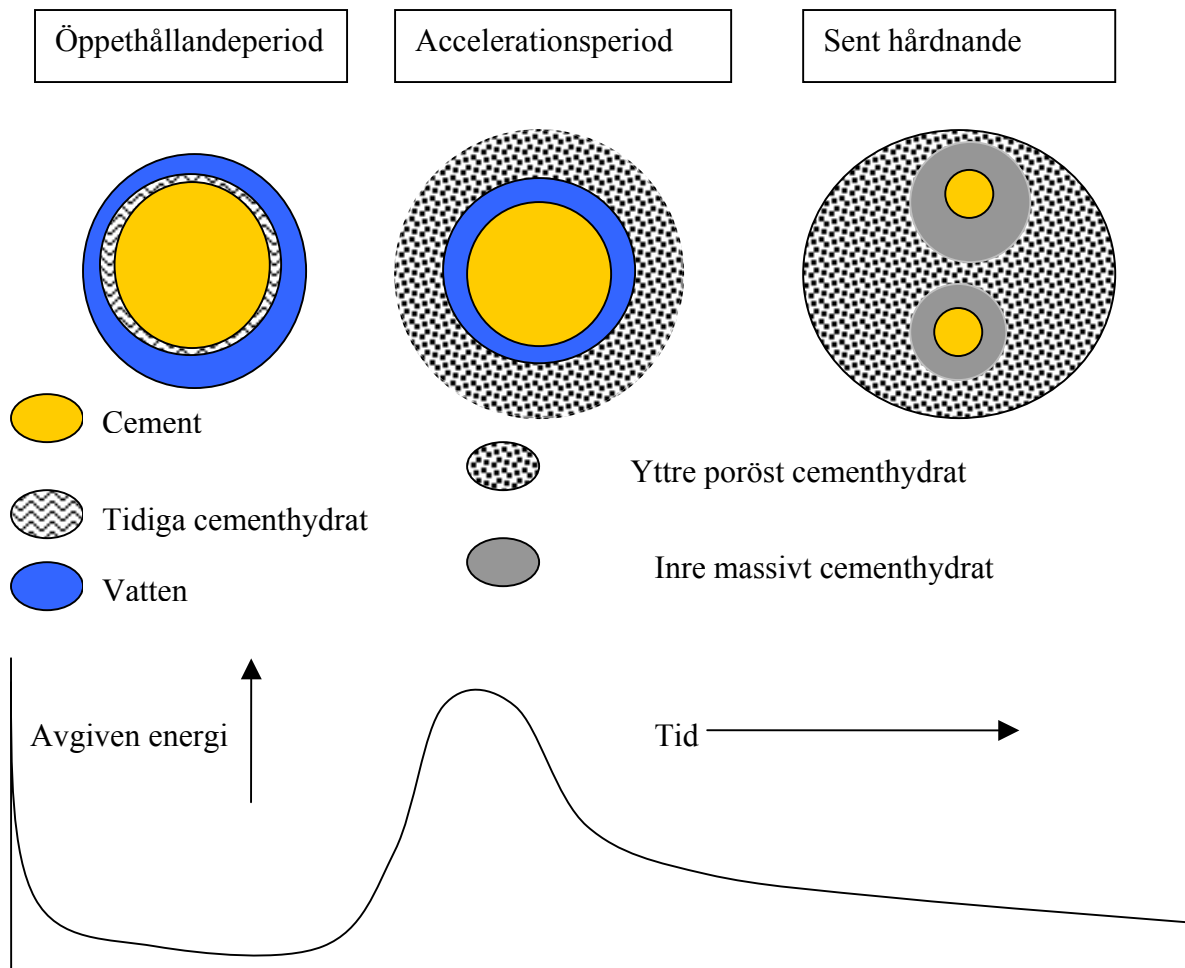 Öppethållandeperiod
Accelerationsperiod
Sent hårdnande
Cement
Tidiga cementhydrat
Vatten
Yttre poröst cementhydrat
Inre massivt cementhydrat
Avgiven energi
Tid